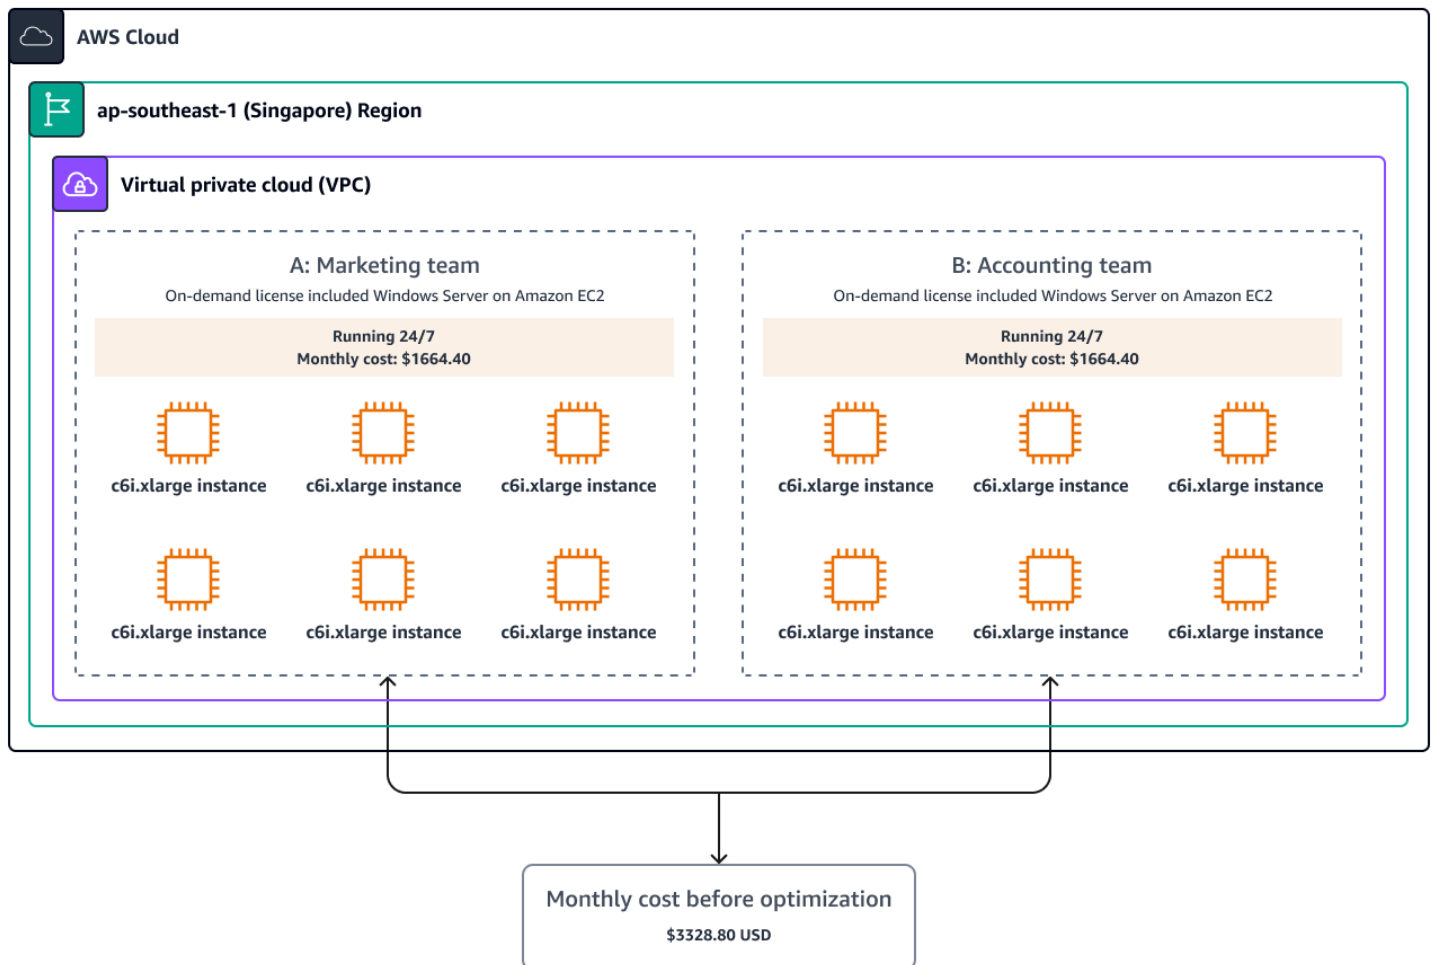 AWS Cloud
ap-southeast-1 (Singapore) Region
Virtual private cloud (VPC)
A: Marketing team
On-demand license included Windows Server on Amazon EC2
Running 24/7
Monthly cost: $1664.40
c6i.xlarge instance
c6i.xlarge instance
c6i.xlarge instance
c6i.xlarge instance
c6i.xlarge instance
c6i.xlarge instance
B: Accounting team
On-demand license included Windows Server on Amazon EC2
Running 24/7
Monthly cost: $1664.40
c6i.xlarge instance
c6i.xlarge instance
c6i.xlarge instance
c6i.xlarge instance
c6i.xlarge instance
c6i.xlarge instance
Monthly cost before optimization
$3328.80 USD